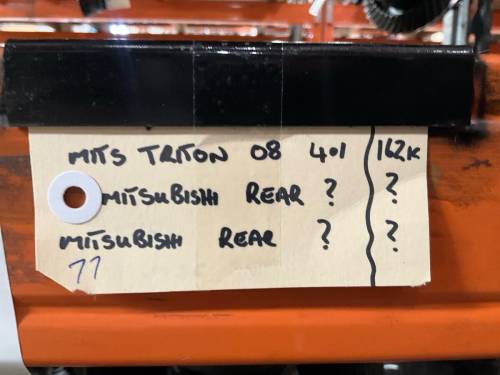 MITS TRITON 08 4.01 162K
MITSUBISHI REAR ? ?
MITSUBISHI REAR ? ?
77